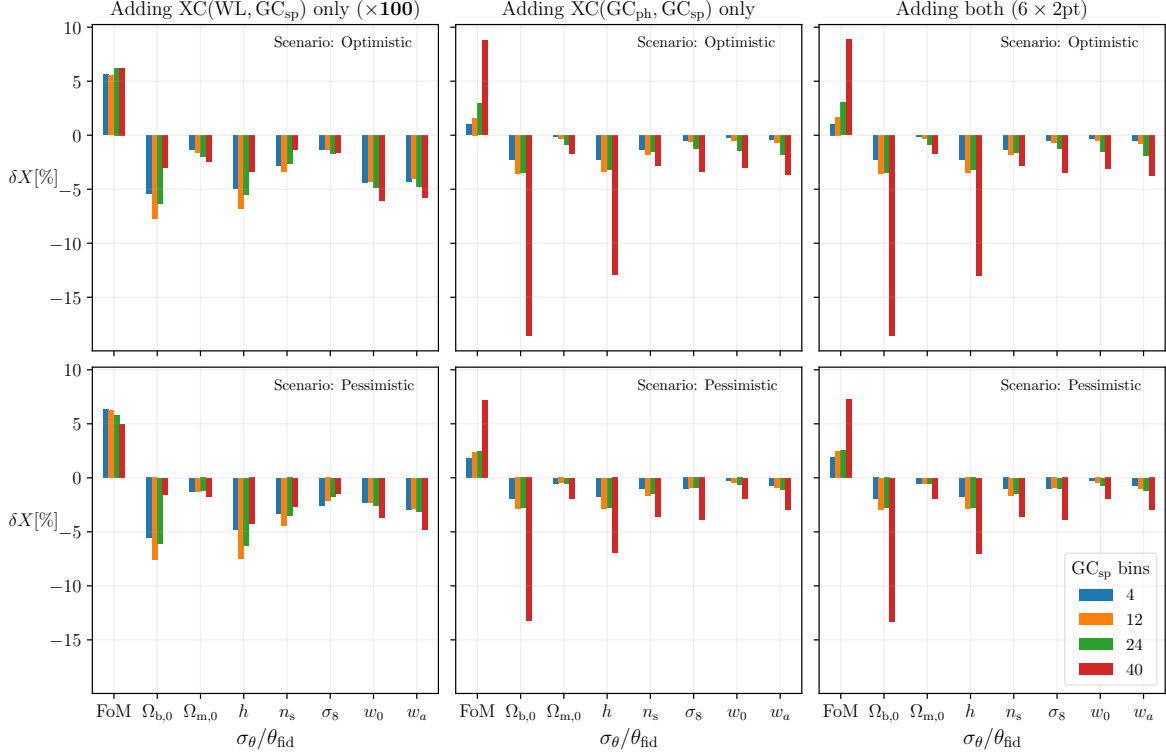 Adding XC(WL, GC_sp) only (×100)
Adding XC(GC_ph, GC_sp) only
Adding both (6 × 2pt)
10
5
0
−5
−10
−15
δX[%]
Scenario: Optimistic
Scenario: Optimistic
Scenario: Optimistic
10
5
0
−5
−10
−15
δX[%]
Scenario: Pessimistic
Scenario: Pessimistic
Scenario: Pessimistic
GC_sp bins
4
12
24
40
FoM Ω_b,0 Ω_m,0 h n_s σ_8 w_0 w_a
FoM Ω_b,0 Ω_m,0 h n_s σ_8 w_0 w_a
FoM Ω_b,0 Ω_m,0 h n_s σ_8 w_0 w_a
σ_θ/θ_fid
σ_θ/θ_fid
σ_θ/θ_fid